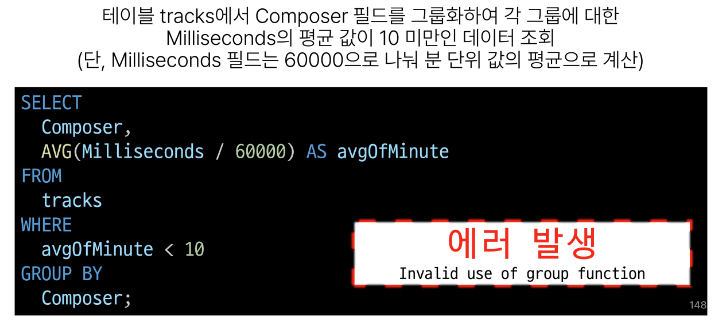 테이블 tracks에서 Composer 필드를 그룹화하여 각 그룹에 대한
Milliseconds의 평균 값이 10 미만인 데이터 조회
(단, Milliseconds 필드는 60000으로 나눠 분 단위 값의 평균으로 계산)
SELECT
  Composer,
  AVG(Milliseconds / 60000) AS avgOfMinute
FROM
  tracks
WHERE
  avgOfMinute < 10
GROUP BY
  Composer;
에러 발생
Invalid use of group function
148